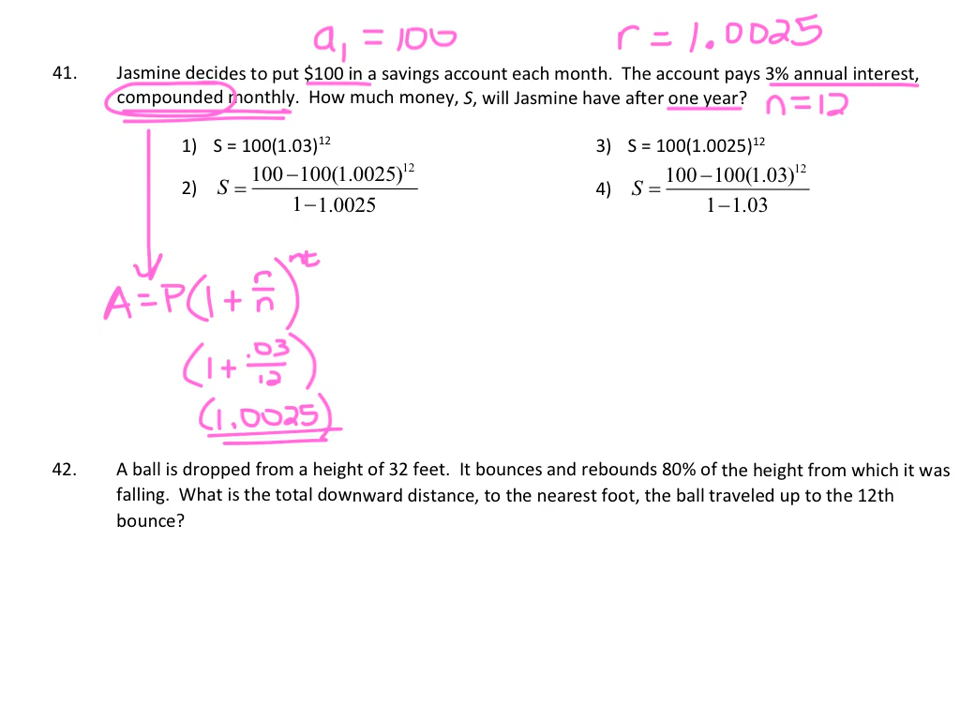 a₁ = 100 r = 1.0025
41. Jasmine decides to put $100 in a savings account each month. The account pays 3% annual interest,
compounded monthly. How much money, S, will Jasmine have after one year? n=12
1) S = 100(1.03)¹² 3) S = 100(1.0025)¹²
2) S = (100−100(1.0025)¹²)/(1−1.0025) 4) S = (100−100(1.03)¹²)/(1−1.03)
A=P(1+r/n)ⁿᵗ
(1+.03/12)
(1.0025)
42. A ball is dropped from a height of 32 feet. It bounces and rebounds 80% of the height from which it was
falling. What is the total downward distance, to the nearest foot, the ball traveled up to the 12th
bounce?